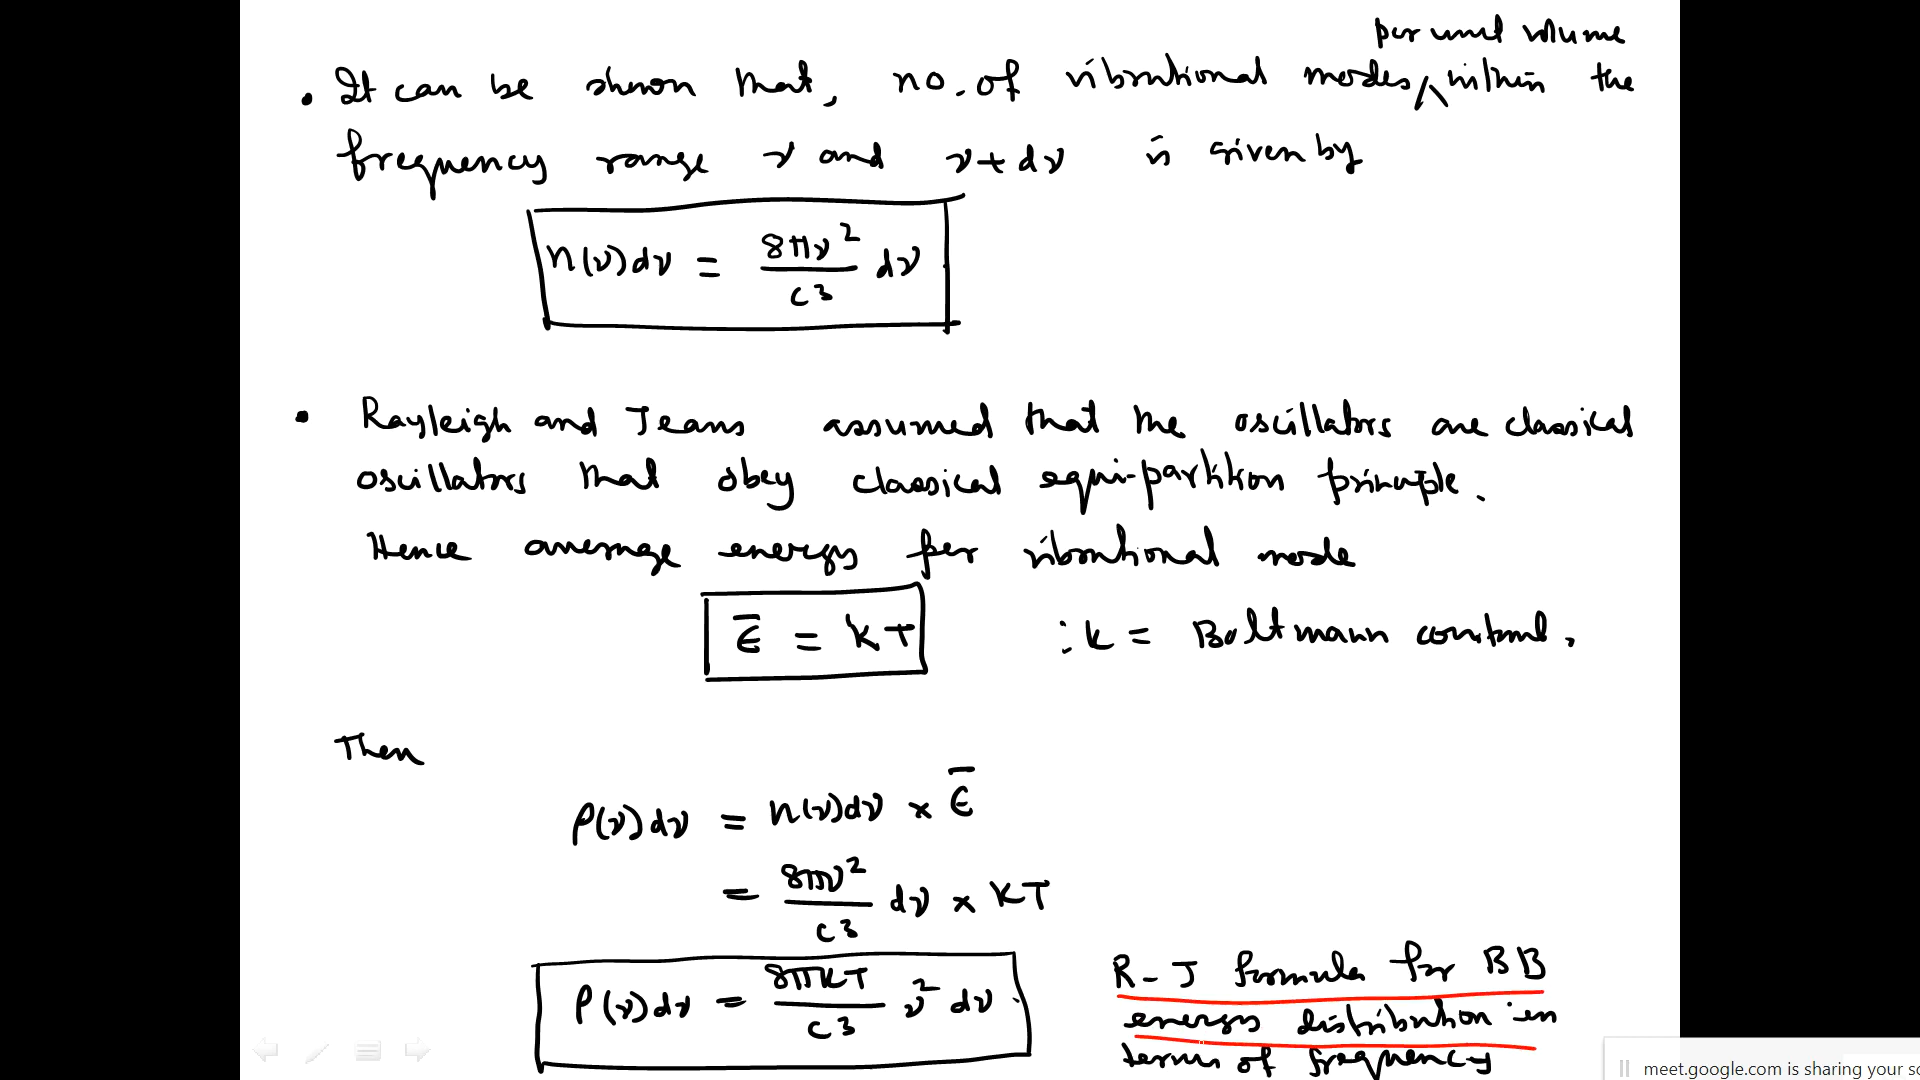 per unit volume
• It can be shown that, no. of vibrational modes ∧ within the
frequency range ν and ν + dν is given by
n(ν)dν = 8πν²/c³ dν
• Rayleigh and Jeans assumed that the oscillators are classical
oscillators that obey classical equi-partition principle.
Hence average energy per vibrational mode
ε̄ = kT : k = Boltmann constant.
Then
ρ(ν)dν = n(ν)dν × ε̄
= 8πν²/c³ dν × kT
ρ(ν)dν = 8πkT/c³ ν² dν
R-J formula for BB
energy distribution in
terms of frequency
meet.google.com is sharing your sc